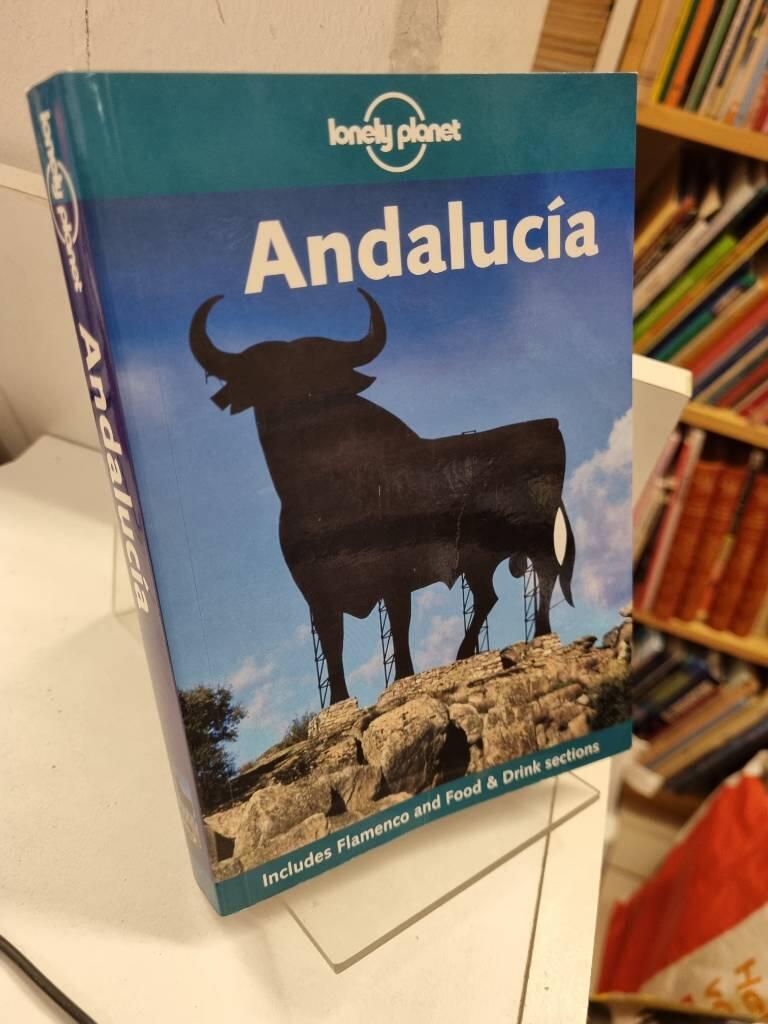 lonely planet
Andalucía
Includes Flamenco and Food & Drink sections
lonely planet
Andalucía